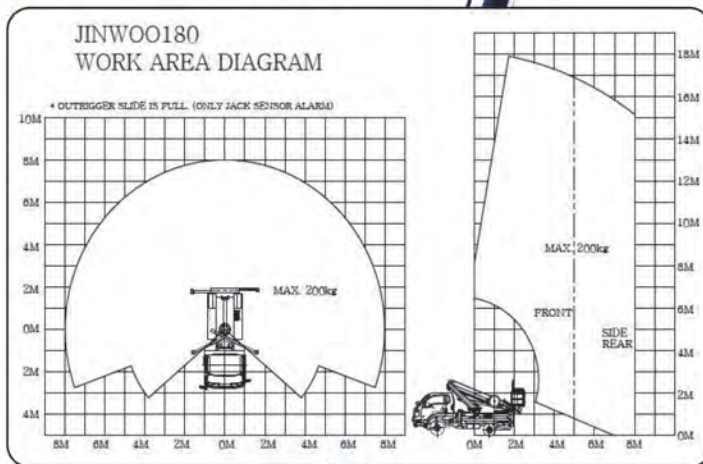 JINWOO180
WORK AREA DIAGRAM
* OUTRIGGER SLIDE IS FULL. (ONLY JACK SENSOR ALARM)
10M
8M
6M
4M
2M
0M
2M
4M
8M 6M 4M 2M 0M 2M 4M 6M 8M
MAX. 200kg
18M
16M
14M
12M
10M
8M
6M
4M
2M
0M
MAX. 200kg
FRONT
SIDE
REAR
0M 2M 4M 6M 8M